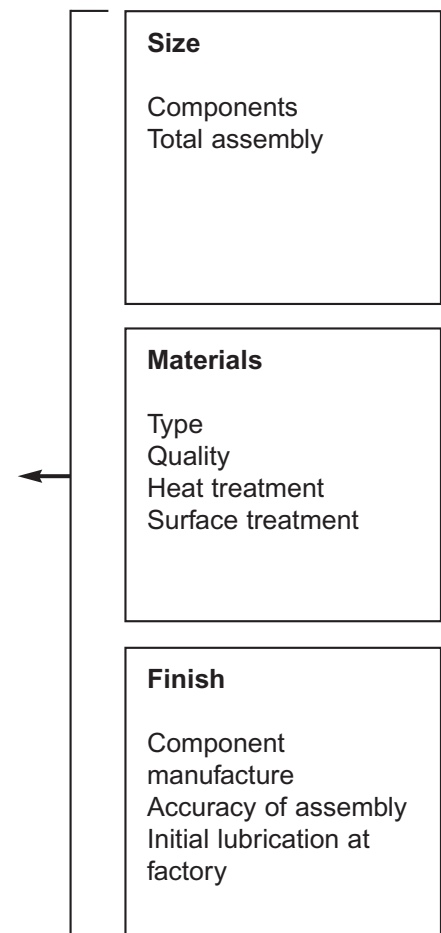 Size
Components
Total assembly
Materials
Type
Quality
Heat treatment
Surface treatment
Finish
Component
manufacture
Accuracy of assembly
Initial lubrication at
factory